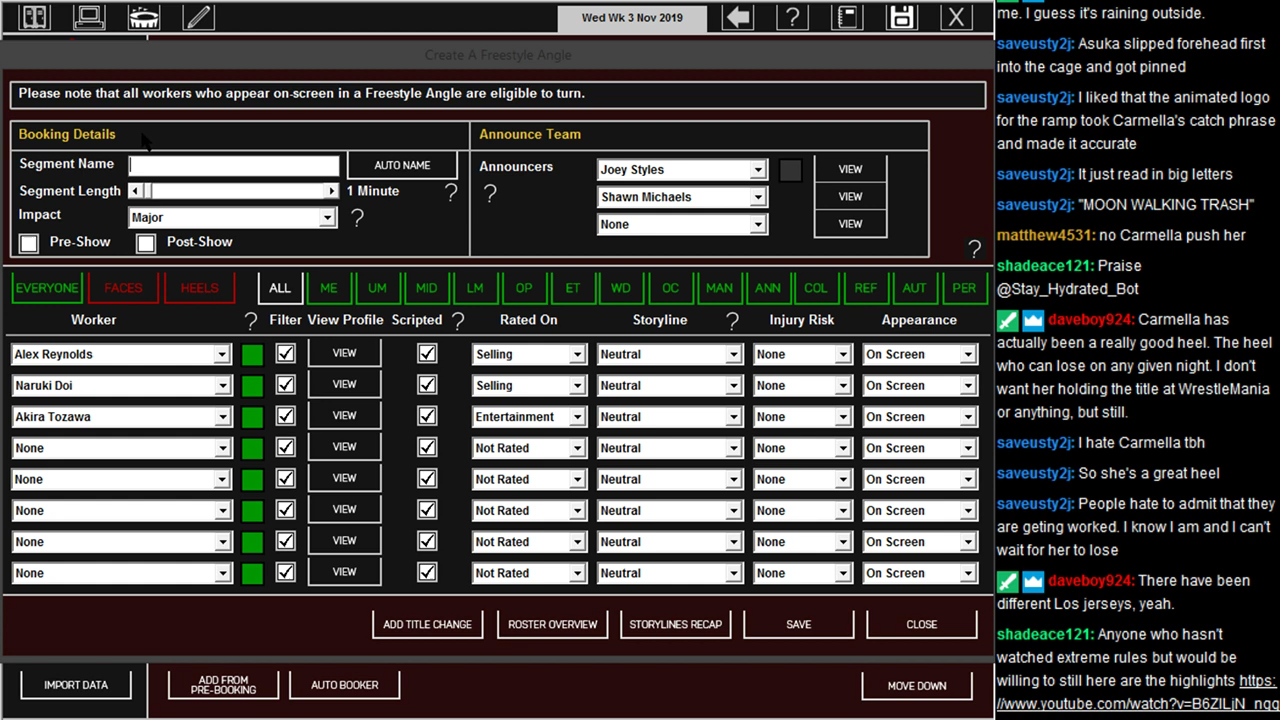 Wed Wk 3 Nov 2019
Create A Freestyle Angle
Please note that all workers who appear on-screen in a Freestyle Angle are eligible to turn.
Booking Details
Segment Name
AUTO NAME
Segment Length
1 Minute
?
Impact
Major
?
Pre-Show
Post-Show
Announce Team
Announcers
?
Joey Styles
VIEW
Shawn Michaels
VIEW
None
VIEW
?
EVERYONE FACES HEELS ALL ME UM MID LM OP ET WD OC MAN ANN COL REF AUT PER
Worker ? Filter View Profile Scripted ? Rated On Storyline ? Injury Risk Appearance
Alex Reynolds VIEW Selling Neutral None On Screen
Naruki Doi VIEW Selling Neutral None On Screen
Akira Tozawa VIEW Entertainment Neutral None On Screen
None VIEW Not Rated Neutral None On Screen
None VIEW Not Rated Neutral None On Screen
None VIEW Not Rated Neutral None On Screen
None VIEW Not Rated Neutral None On Screen
None VIEW Not Rated Neutral None On Screen
ADD TITLE CHANGE ROSTER OVERVIEW STORYLINES RECAP SAVE CLOSE
IMPORT DATA
ADD FROM
PRE-BOOKING
AUTO BOOKER
MOVE DOWN
me. I guess it's raining outside.
saveusty2j: Asuka slipped forehead first
into the cage and got pinned
saveusty2j: I liked that the animated logo
for the ramp took Carmella's catch phrase
and made it accurate
saveusty2j: It just read in big letters
saveusty2j: "MOON WALKING TRASH"
matthew4531: no Carmella push her
shadeace121: Praise
@Stay_Hydrated_Bot
daveboy924: Carmella has
actually been a really good heel. The heel
who can lose on any given night. I don't
want her holding the title at WrestleMania
or anything, but still.
saveusty2j: I hate Carmella tbh
saveusty2j: So she's a great heel
saveusty2j: People hate to admit that they
are geting worked. I know I am and I can't
wait for her to lose
daveboy924: There have been
different Los jerseys, yeah.
shadeace121: Anyone who hasn't
watched extreme rules but would be
willing to still here are the highlights https:
//www.youtube.com/watch?v=B6ZILjN_ngg